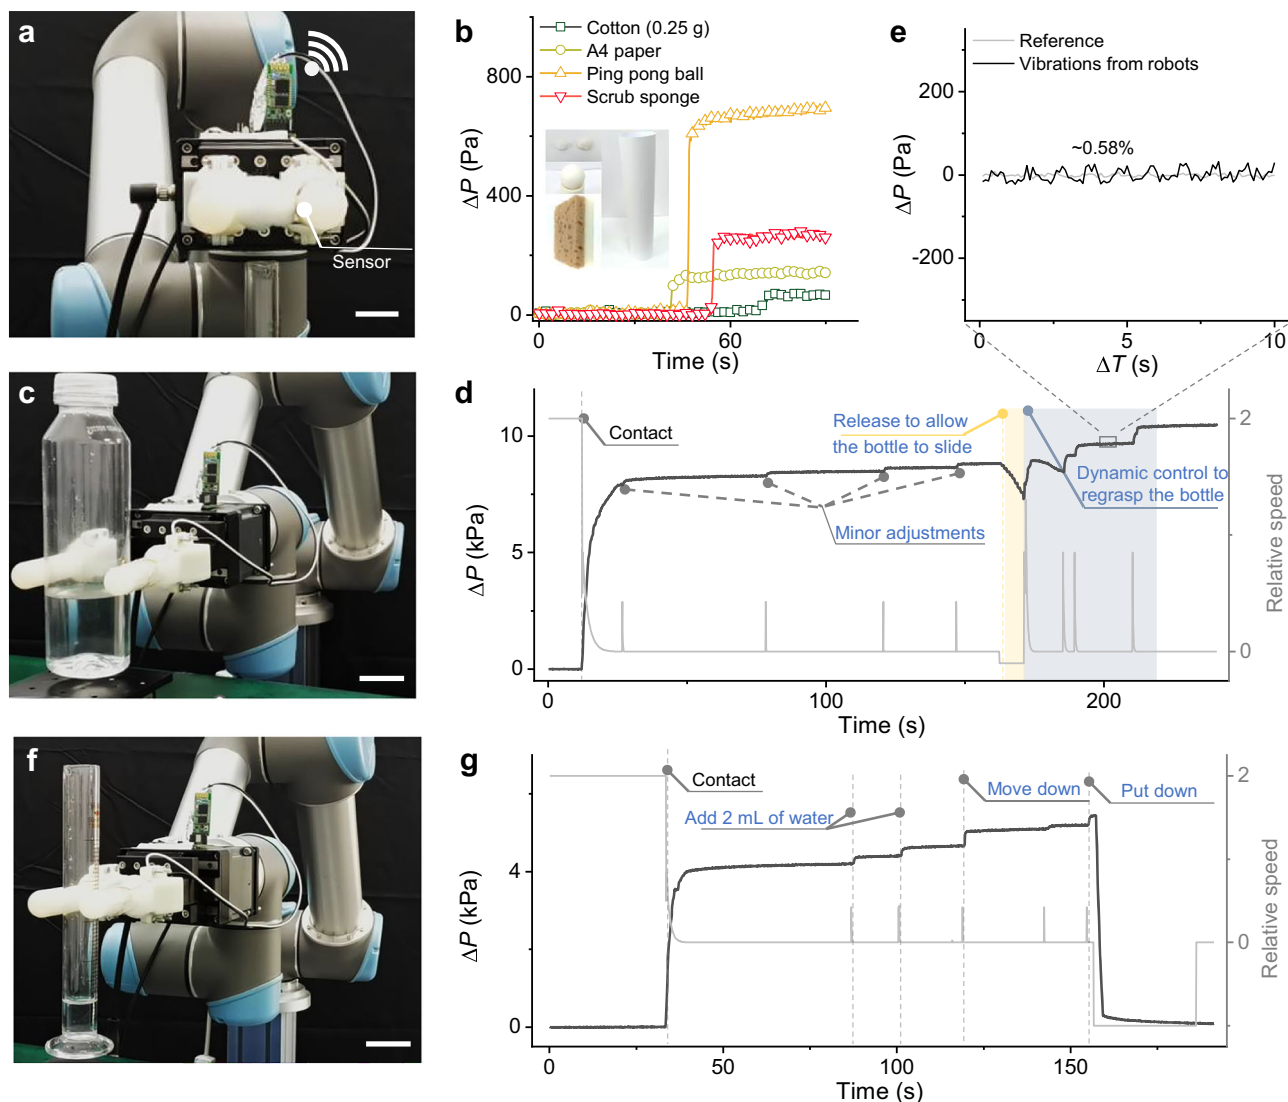 a
Sensor
b
Cotton (0.25 g)
A4 paper
Ping pong ball
Scrub sponge
800
400
0
ΔP (Pa)
0
60
Time (s)
e
Reference
Vibrations from robots
200
0
-200
ΔP (Pa)
~0.58%
0
5
10
ΔT (s)
c
d
Contact
Release to allow
the bottle to slide
Dynamic control to
regrasp the bottle
Minor adjustments
10
5
0
ΔP (kPa)
2
0
Relative speed
0
100
200
Time (s)
f
g
Contact
Add 2 mL of water
Move down
Put down
4
0
ΔP (kPa)
2
0
Relative speed
0
50
100
150
Time (s)